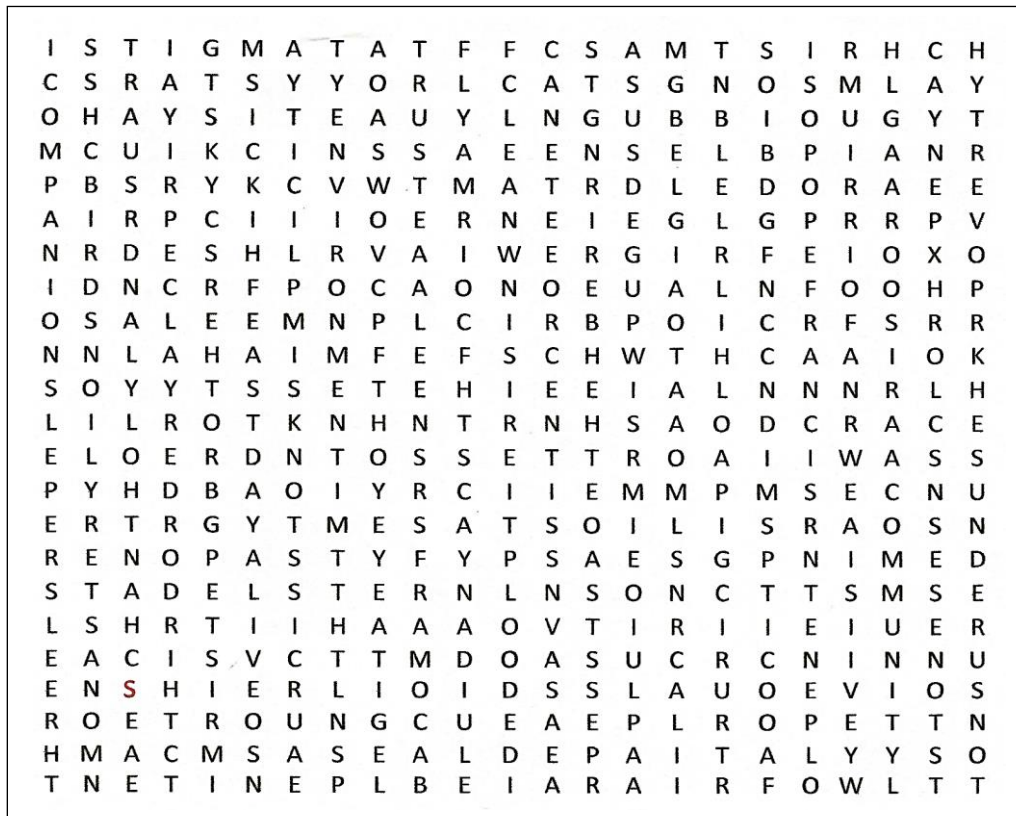 I S T I G M A T A T F F C S A M T S I R H C H
C S R A T S Y Y O R L C A T S G N O S M L A Y
O H A Y S I T E A U Y L N G U B B I O U G Y T
M C U I K C I N S S A E E N S E L B P I A N R
P B S R Y K C V W T M A T R D L E D O R A E E
A I R P C I I I O E R N E I E G L G P R R P V
N R D E S H L R V A I W E R G I R F E I O X O
I D N C R F P O C A O N O E U A L N F O O H P
O S A L E E M N P L C I R B P O I C R F S R R
N N L A H A I M F E F S C H W T H C A A I O K
S O Y Y T S S E T E H I E E I A L N N N R L H
L I L R O T K N H N T R N H S A O D C R A C E
E L O E R D N T O S S E T T R O A I I W A S S
P Y H D B A O I Y R C I I E M M P M S E C N U
E R T R G Y T M E S A T S O I L I S R A O S N
R E N O P A S T Y F Y P S A E S G P N I M E D
S T A D E L S T E R N L N S O N C T T S M S E
L S H R T I I H A A A O V T I R I I E I U E R
E A C I S V C T T M D O A S U C R C N I N N U
E N S H I E R L I O I D S S L A U O E V I O S
R O E T R O U N G C U E A E P L R O P E T T N
H M A C M S A S E A L D E P A I T A L Y Y S O
T N E T I N E P L B E I A R A I R F O W L T T